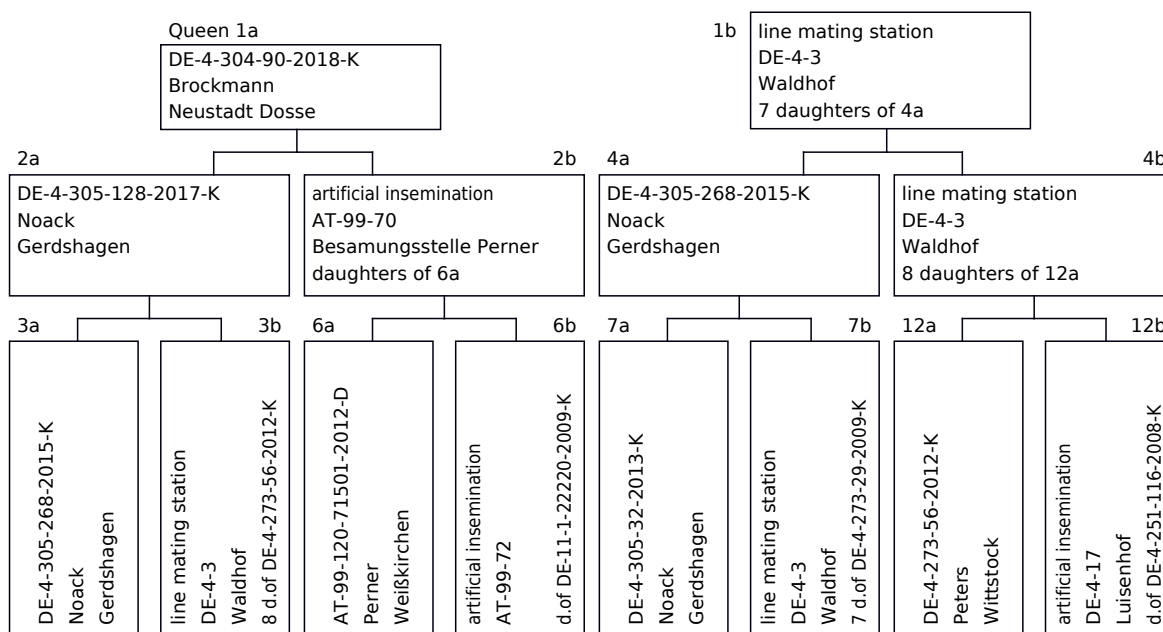 Queen 1a
DE-4-304-90-2018-K
Brockmann
Neustadt Dosse
1b
line mating station
DE-4-3
Waldhof
7 daughters of 4a
2a
DE-4-305-128-2017-K
Noack
Gerdshagen
2b
artificial insemination
AT-99-70
Besamungsstelle Perner
daughters of 6a
4a
DE-4-305-268-2015-K
Noack
Gerdshagen
4b
line mating station
DE-4-3
Waldhof
8 daughters of 12a
3a
DE-4-305-268-2015-K
Noack
Gerdshagen
3b
line mating station
DE-4-3
Waldhof
8 d.of DE-4-273-56-2012-K
6a
AT-99-120-71501-2012-D
Perner
Weißkirchen
6b
artificial insemination
AT-99-72
d.of DE-11-1-22220-2009-K
7a
DE-4-305-32-2013-K
Noack
Gerdshagen
7b
line mating station
DE-4-3
Waldhof
7 d.of DE-4-273-29-2009-K
12a
DE-4-273-56-2012-K
Peters
Wittstock
12b
artificial insemination
DE-4-17
Luisenhof
d.of DE-4-251-116-2008-K